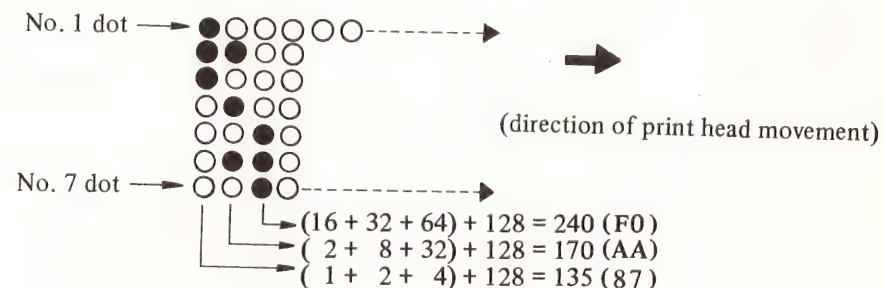 No. 1 dot
(direction of print head movement)
No. 7 dot
(16 + 32 + 64) + 128 = 240 (F0)
( 2 + 8 + 32) + 128 = 170 (AA)
( 1 + 2 + 4) + 128 = 135 (87)